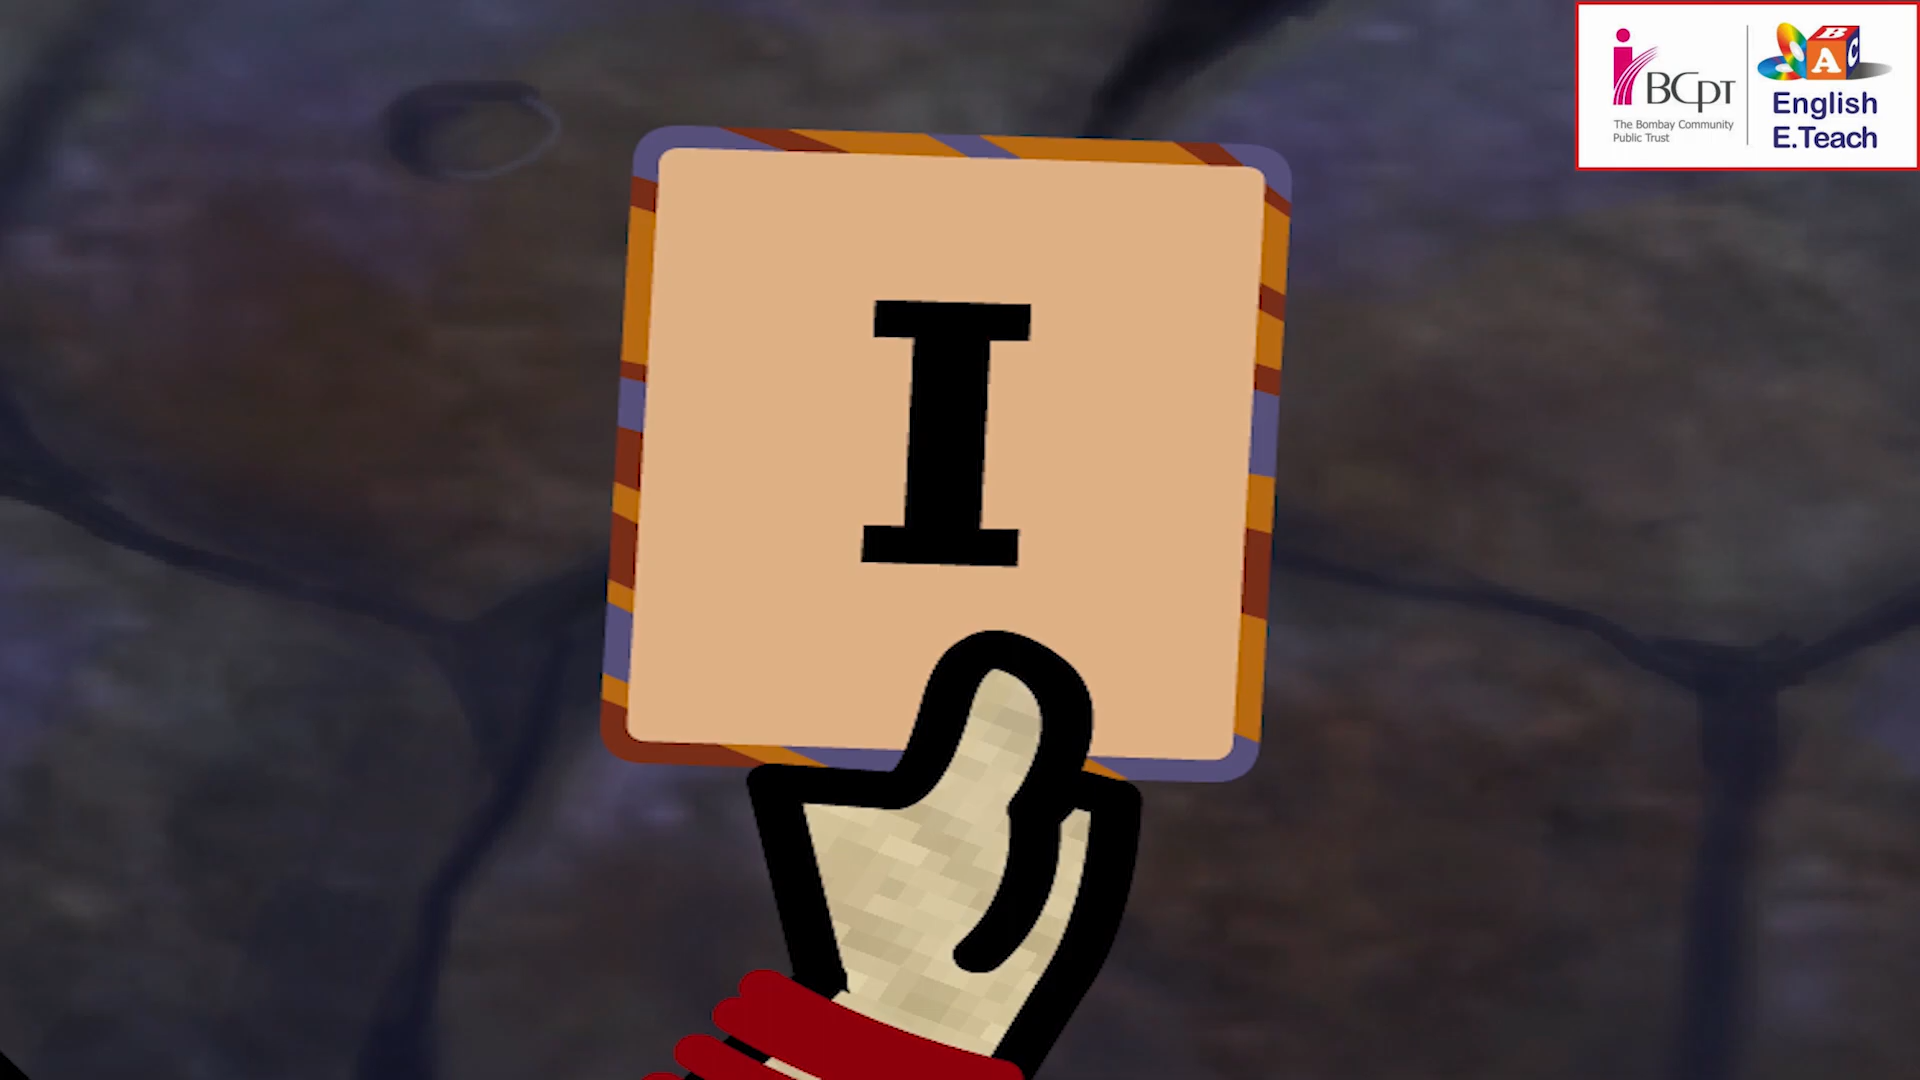 I
BCPT
The Bombay Community
Public Trust
B
A
C
English
E.Teach